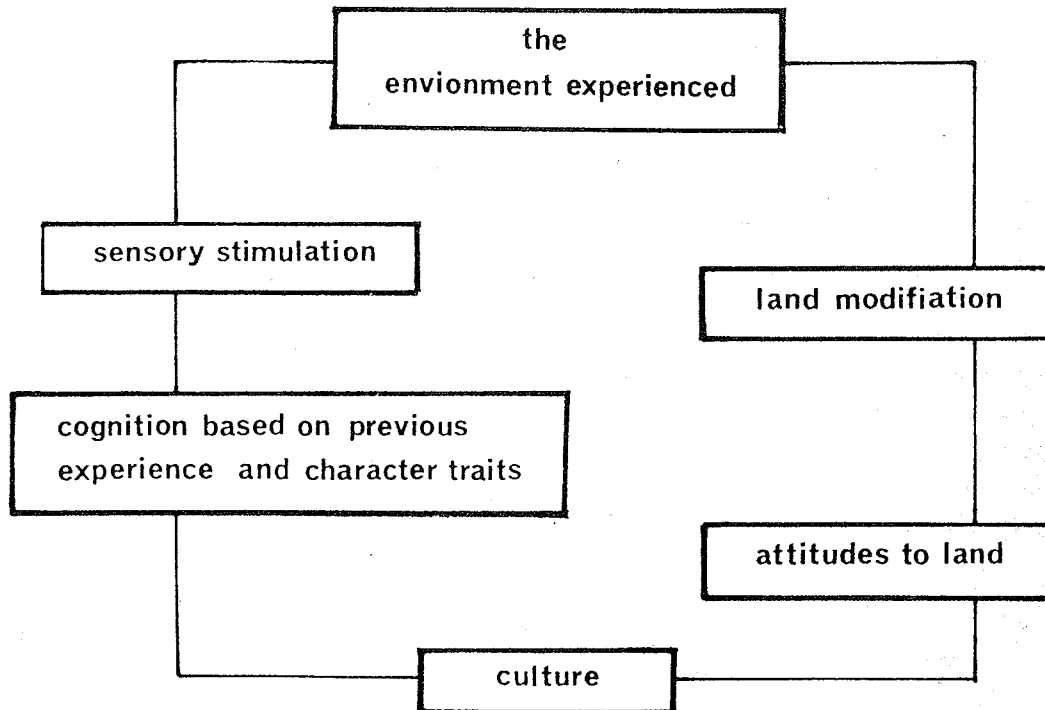 the
envionment experienced
sensory stimulation
land modifiation
cognition based on previous
experience and character traits
attitudes to land
culture